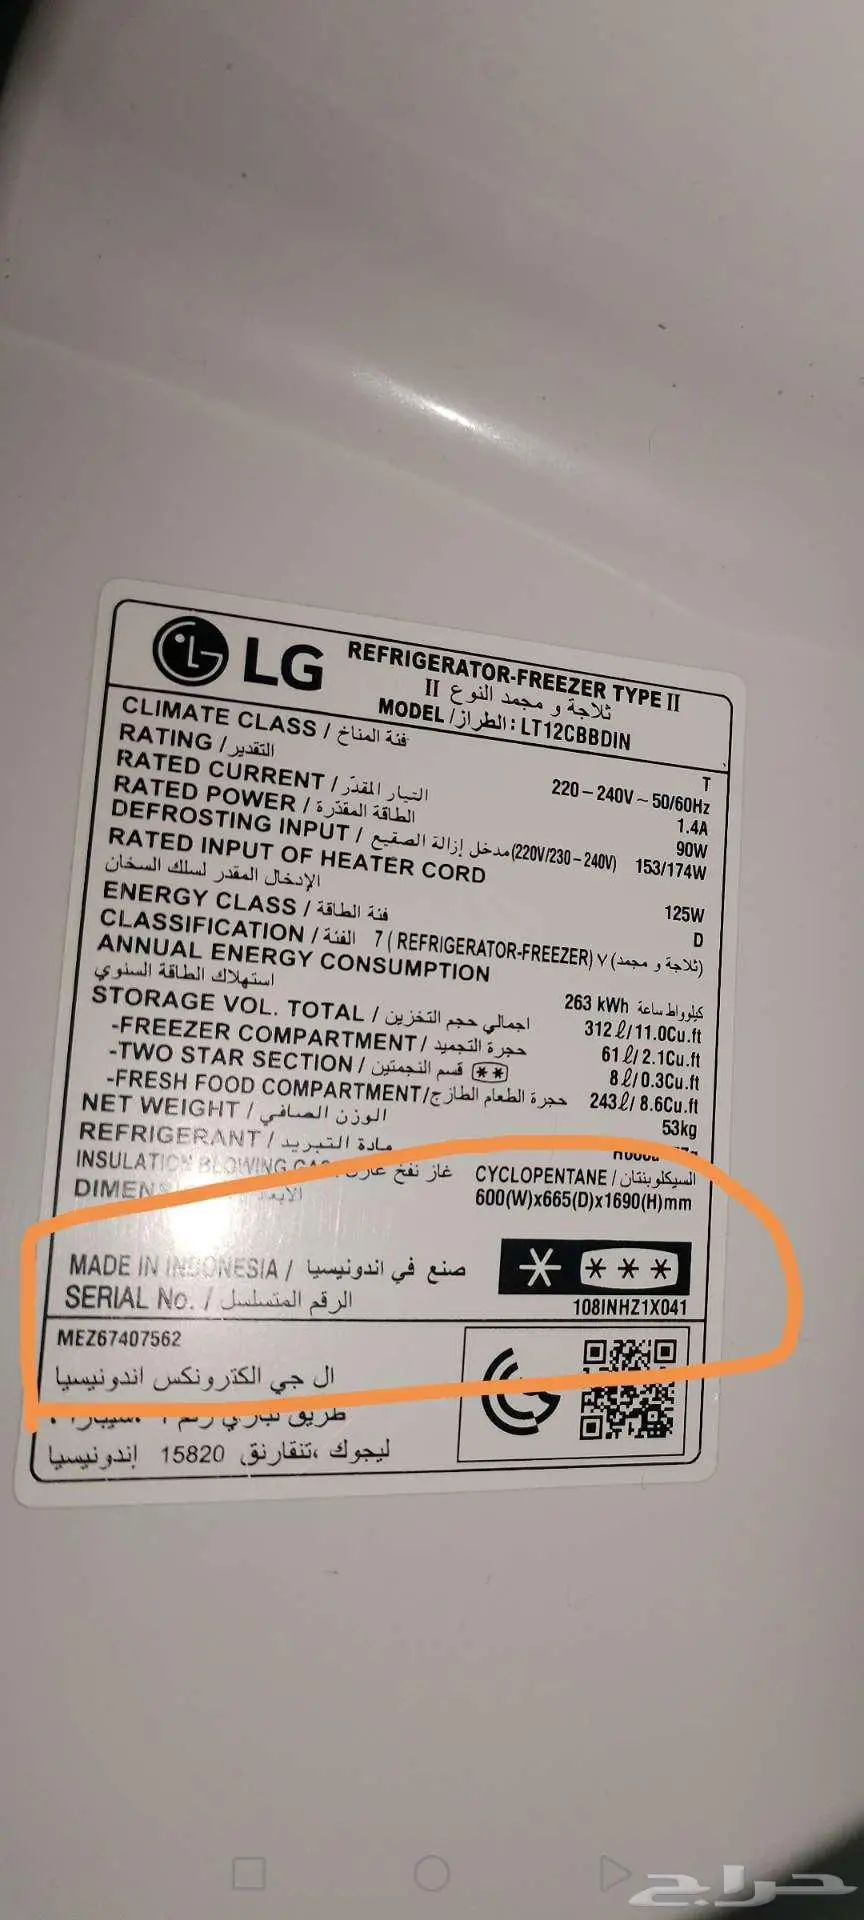 LG
REFRIGERATOR-FREEZER TYPE II
ثلاجة و مجمد النوع II
MODEL / الطراز : LT12CBBDIN
CLIMATE CLASS / فئة المناخ T
RATING / التقدير 220-240V ~ 50/60Hz
RATED CURRENT / التيار المقدّر 1.4A
RATED POWER / الطاقة المقدّرة 90W
DEFROSTING INPUT / مدخل إزالة الصقيع (220V/230-240V) 153/174W
RATED INPUT OF HEATER CORD
الإدخال المقدر لسلك السخان 125W
ENERGY CLASS / فئة الطاقة D
CLASSIFICATION / الفئة 7 ( REFRIGERATOR-FREEZER) ٧ (ثلاجة و مجمد)
ANNUAL ENERGY CONSUMPTION
استهلاك الطاقة السنوي 263 kWh كيلوواط ساعة
STORAGE VOL. TOTAL / اجمالي حجم التخزين 312 ℓ/ 11.0Cu.ft
-FREEZER COMPARTMENT / حجرة التجميد 61 ℓ/ 2.1Cu.ft
-TWO STAR SECTION / قسم النجمتين (**) 8 ℓ/ 0.3Cu.ft
-FRESH FOOD COMPARTMENT / حجرة الطعام الطازج 243ℓ/ 8.6Cu.ft
NET WEIGHT / الوزن الصافي 53kg
REFRIGERANT / مادة التبريد
INSULATION BLOWING غاز نفخ CYCLOPENTANE / السيكلوبنتان
600(W)x665(D)x1690(H)mm
MADE IN INDONESIA / صنع في اندونيسيا
SERIAL No. / الرقم المتسلسل 108INHZ1X041
MEZ67407562
ال جي الكترونكس اندونيسيا
طريق
ليجوك ،تنقارنق 15820 إندونيسيا
حراج